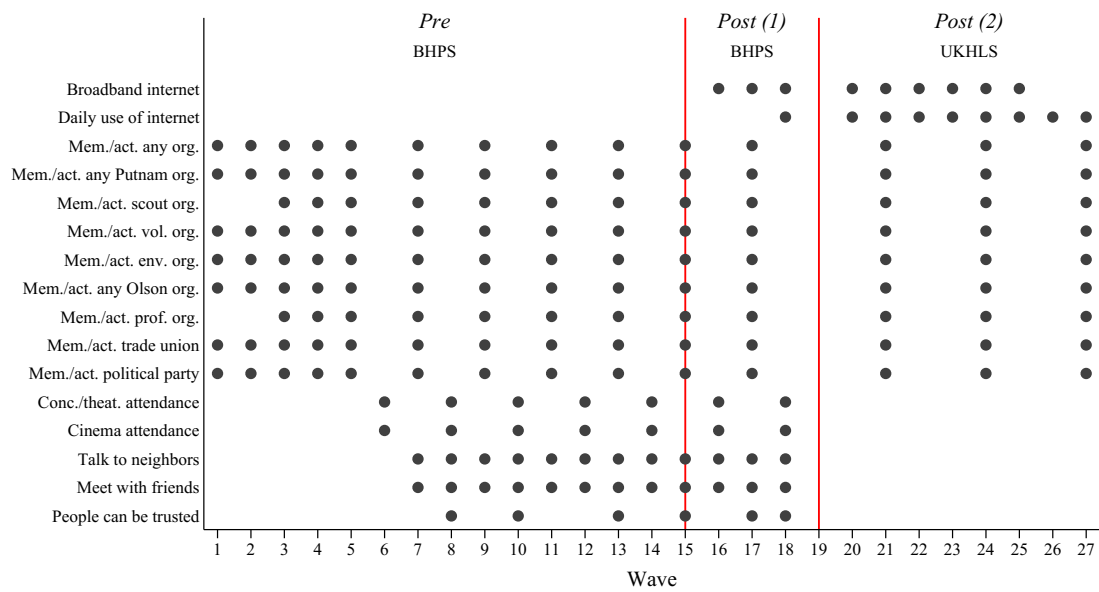 Pre Post (1) Post (2)
BHPS BHPS UKHLS
Broadband internet
Daily use of internet
Mem./act. any org.
Mem./act. any Putnam org.
Mem./act. scout org.
Mem./act. vol. org.
Mem./act. env. org.
Mem./act. any Olson org.
Mem./act. prof. org.
Mem./act. trade union
Mem./act. political party
Conc./theat. attendance
Cinema attendance
Talk to neighbors
Meet with friends
People can be trusted
1 2 3 4 5 6 7 8 9 10 11 12 13 14 15 16 17 18 19 20 21 22 23 24 25 26 27
Wave